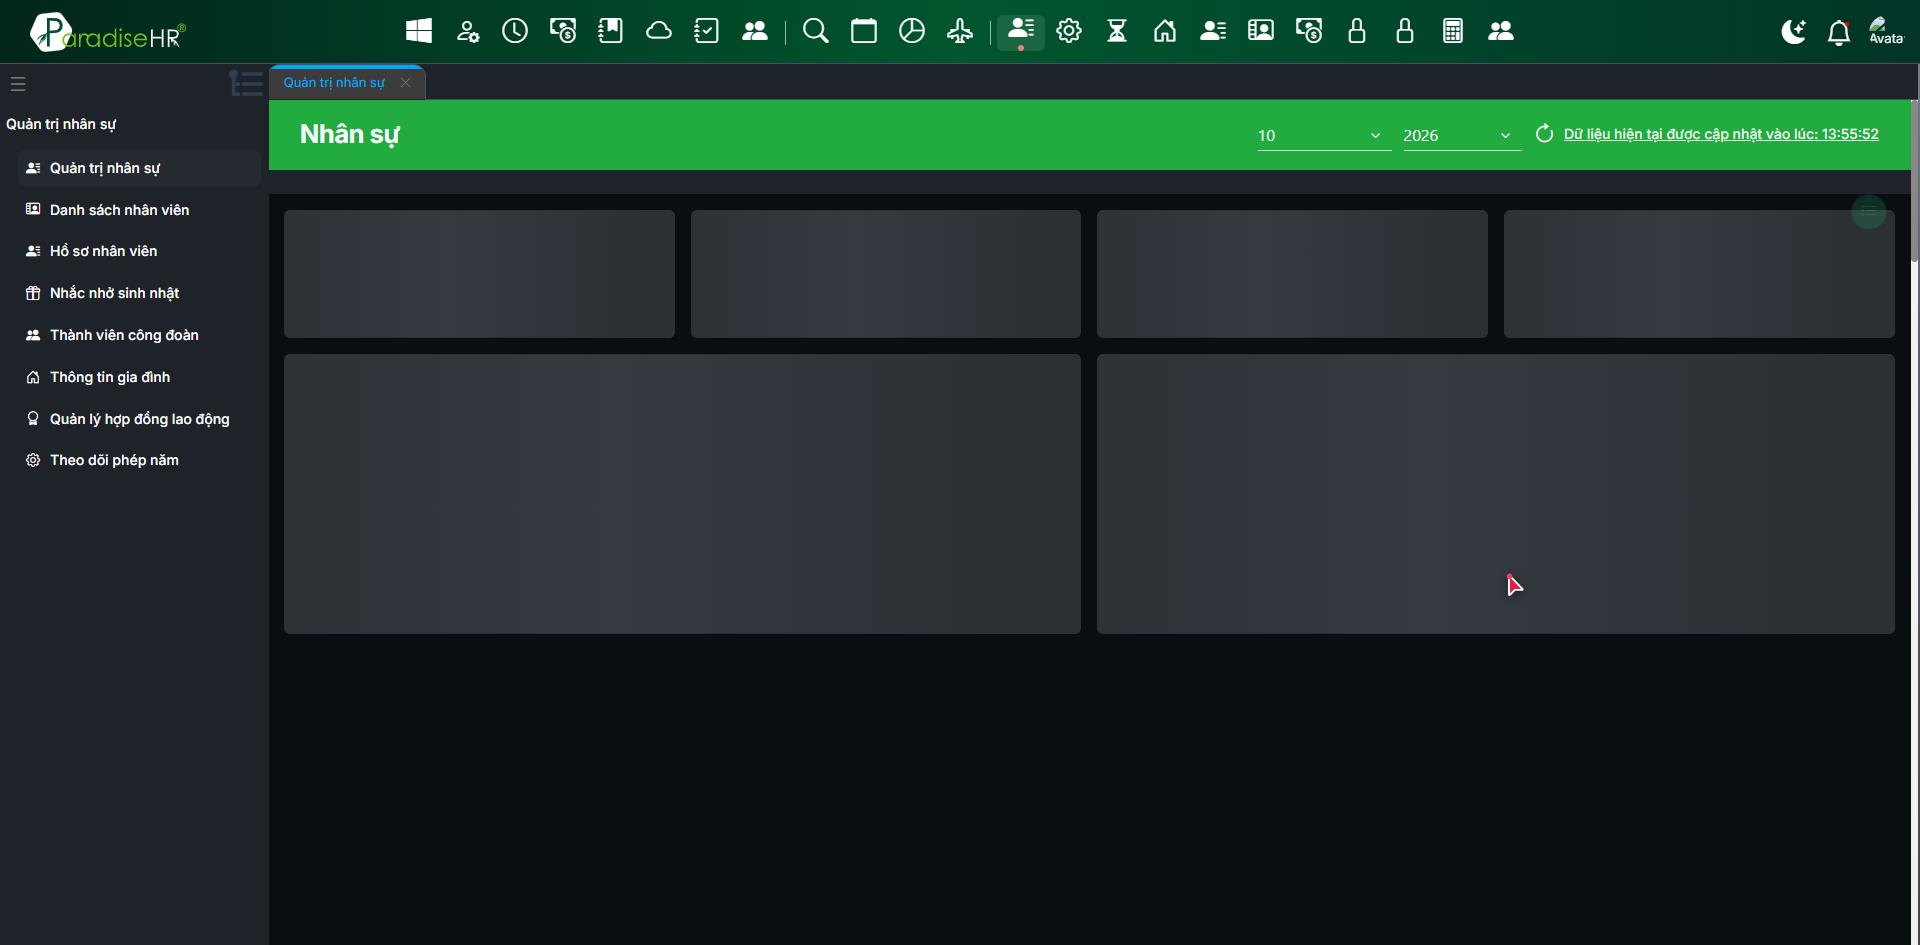 ParadiseHR®
Avata
Quản trị nhân sự
Quản trị nhân sự
Nhân sự
10
2026
Dữ liệu hiện tại được cập nhật vào lúc: 13:55:52
Quản trị nhân sự
Danh sách nhân viên
Hồ sơ nhân viên
Nhắc nhở sinh nhật
Thành viên công đoàn
Thông tin gia đình
Quản lý hợp đồng lao động
Theo dõi phép năm